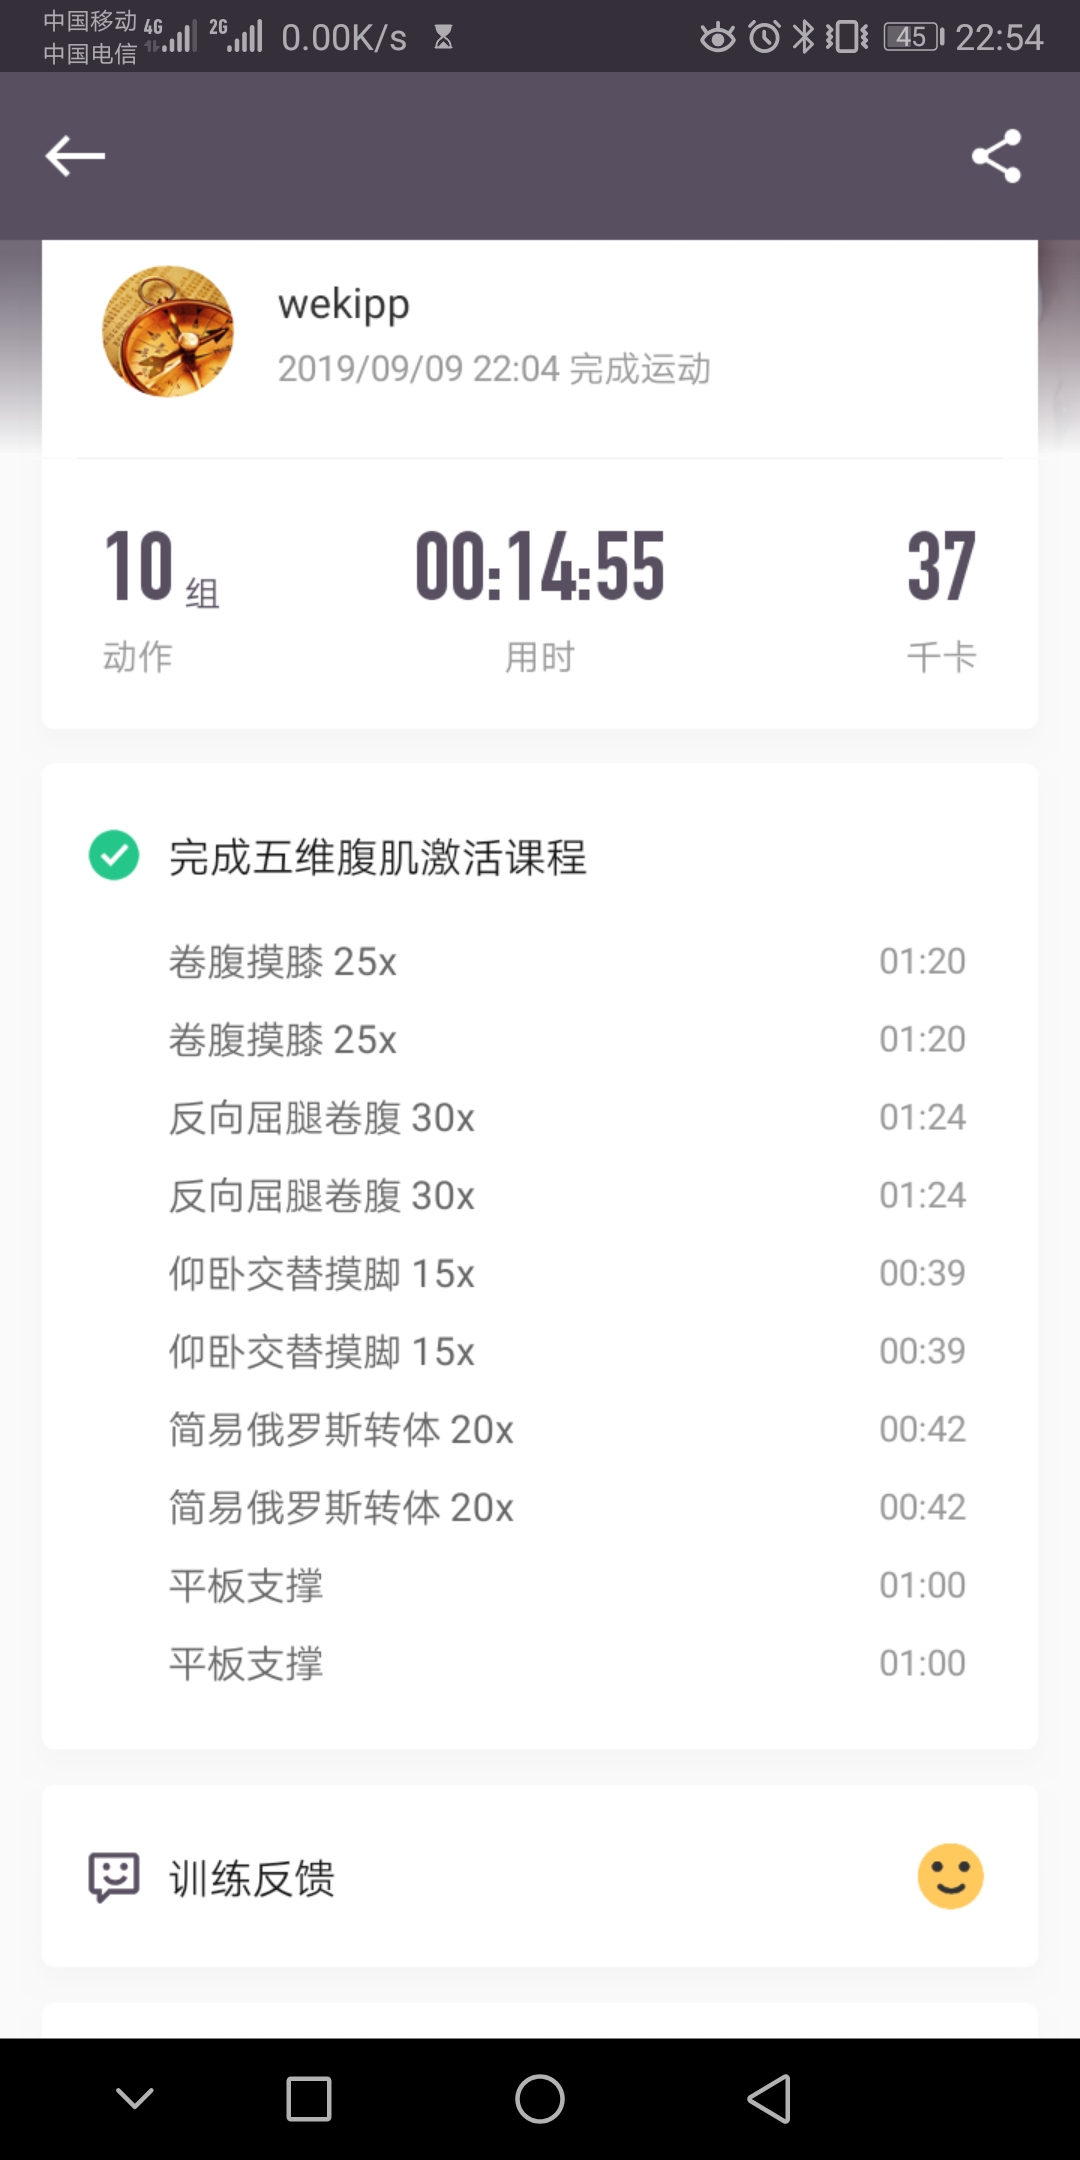 中国移动 4G 2G 0.00K/s 45 22:54
中国电信
wekipp
2019/09/09 22:04 完成运动
10 组 00:14:55 37
动作 用时 千卡
完成五维腹肌激活课程
卷腹摸膝 25x 01:20
卷腹摸膝 25x 01:20
反向屈腿卷腹 30x 01:24
反向屈腿卷腹 30x 01:24
仰卧交替摸脚 15x 00:39
仰卧交替摸脚 15x 00:39
简易俄罗斯转体 20x 00:42
简易俄罗斯转体 20x 00:42
平板支撑 01:00
平板支撑 01:00
训练反馈